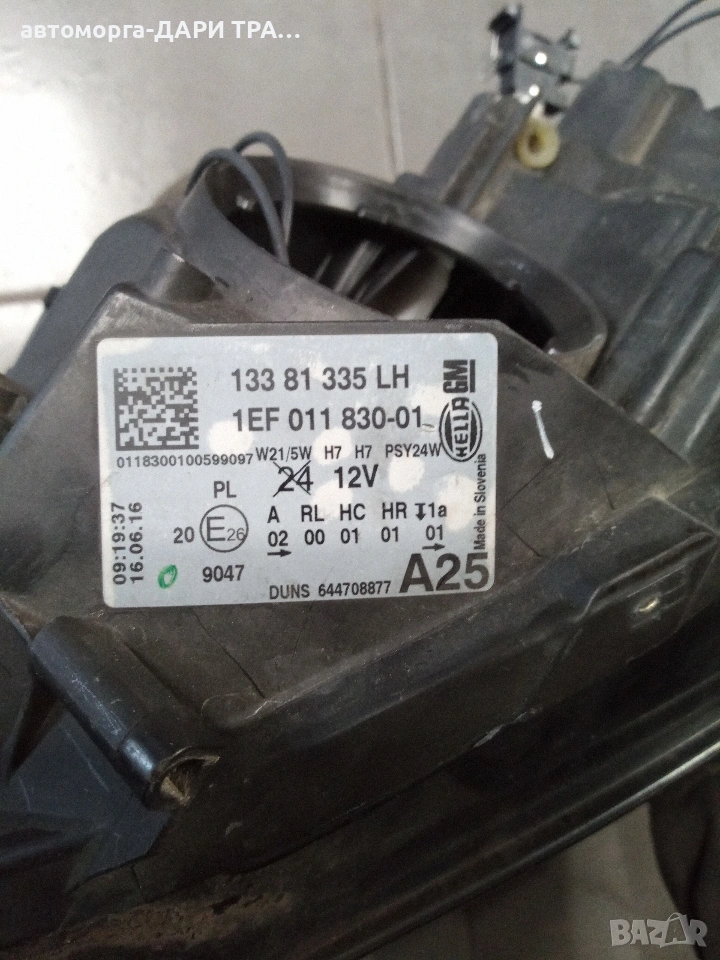 автоморга-ДАРИ ТРА...
133 81 335 LH
1EF 011 830-01
HELLA
GM
W21/5W H7 H7 PSY24W
0118300100599097
24 12V
Made in Slovenia
PL
A RL HC HR 1a
20 E26
02 00 01 01 01
09:19:37
16.06.16
9047
DUNS 644708877
A25
BAZAR